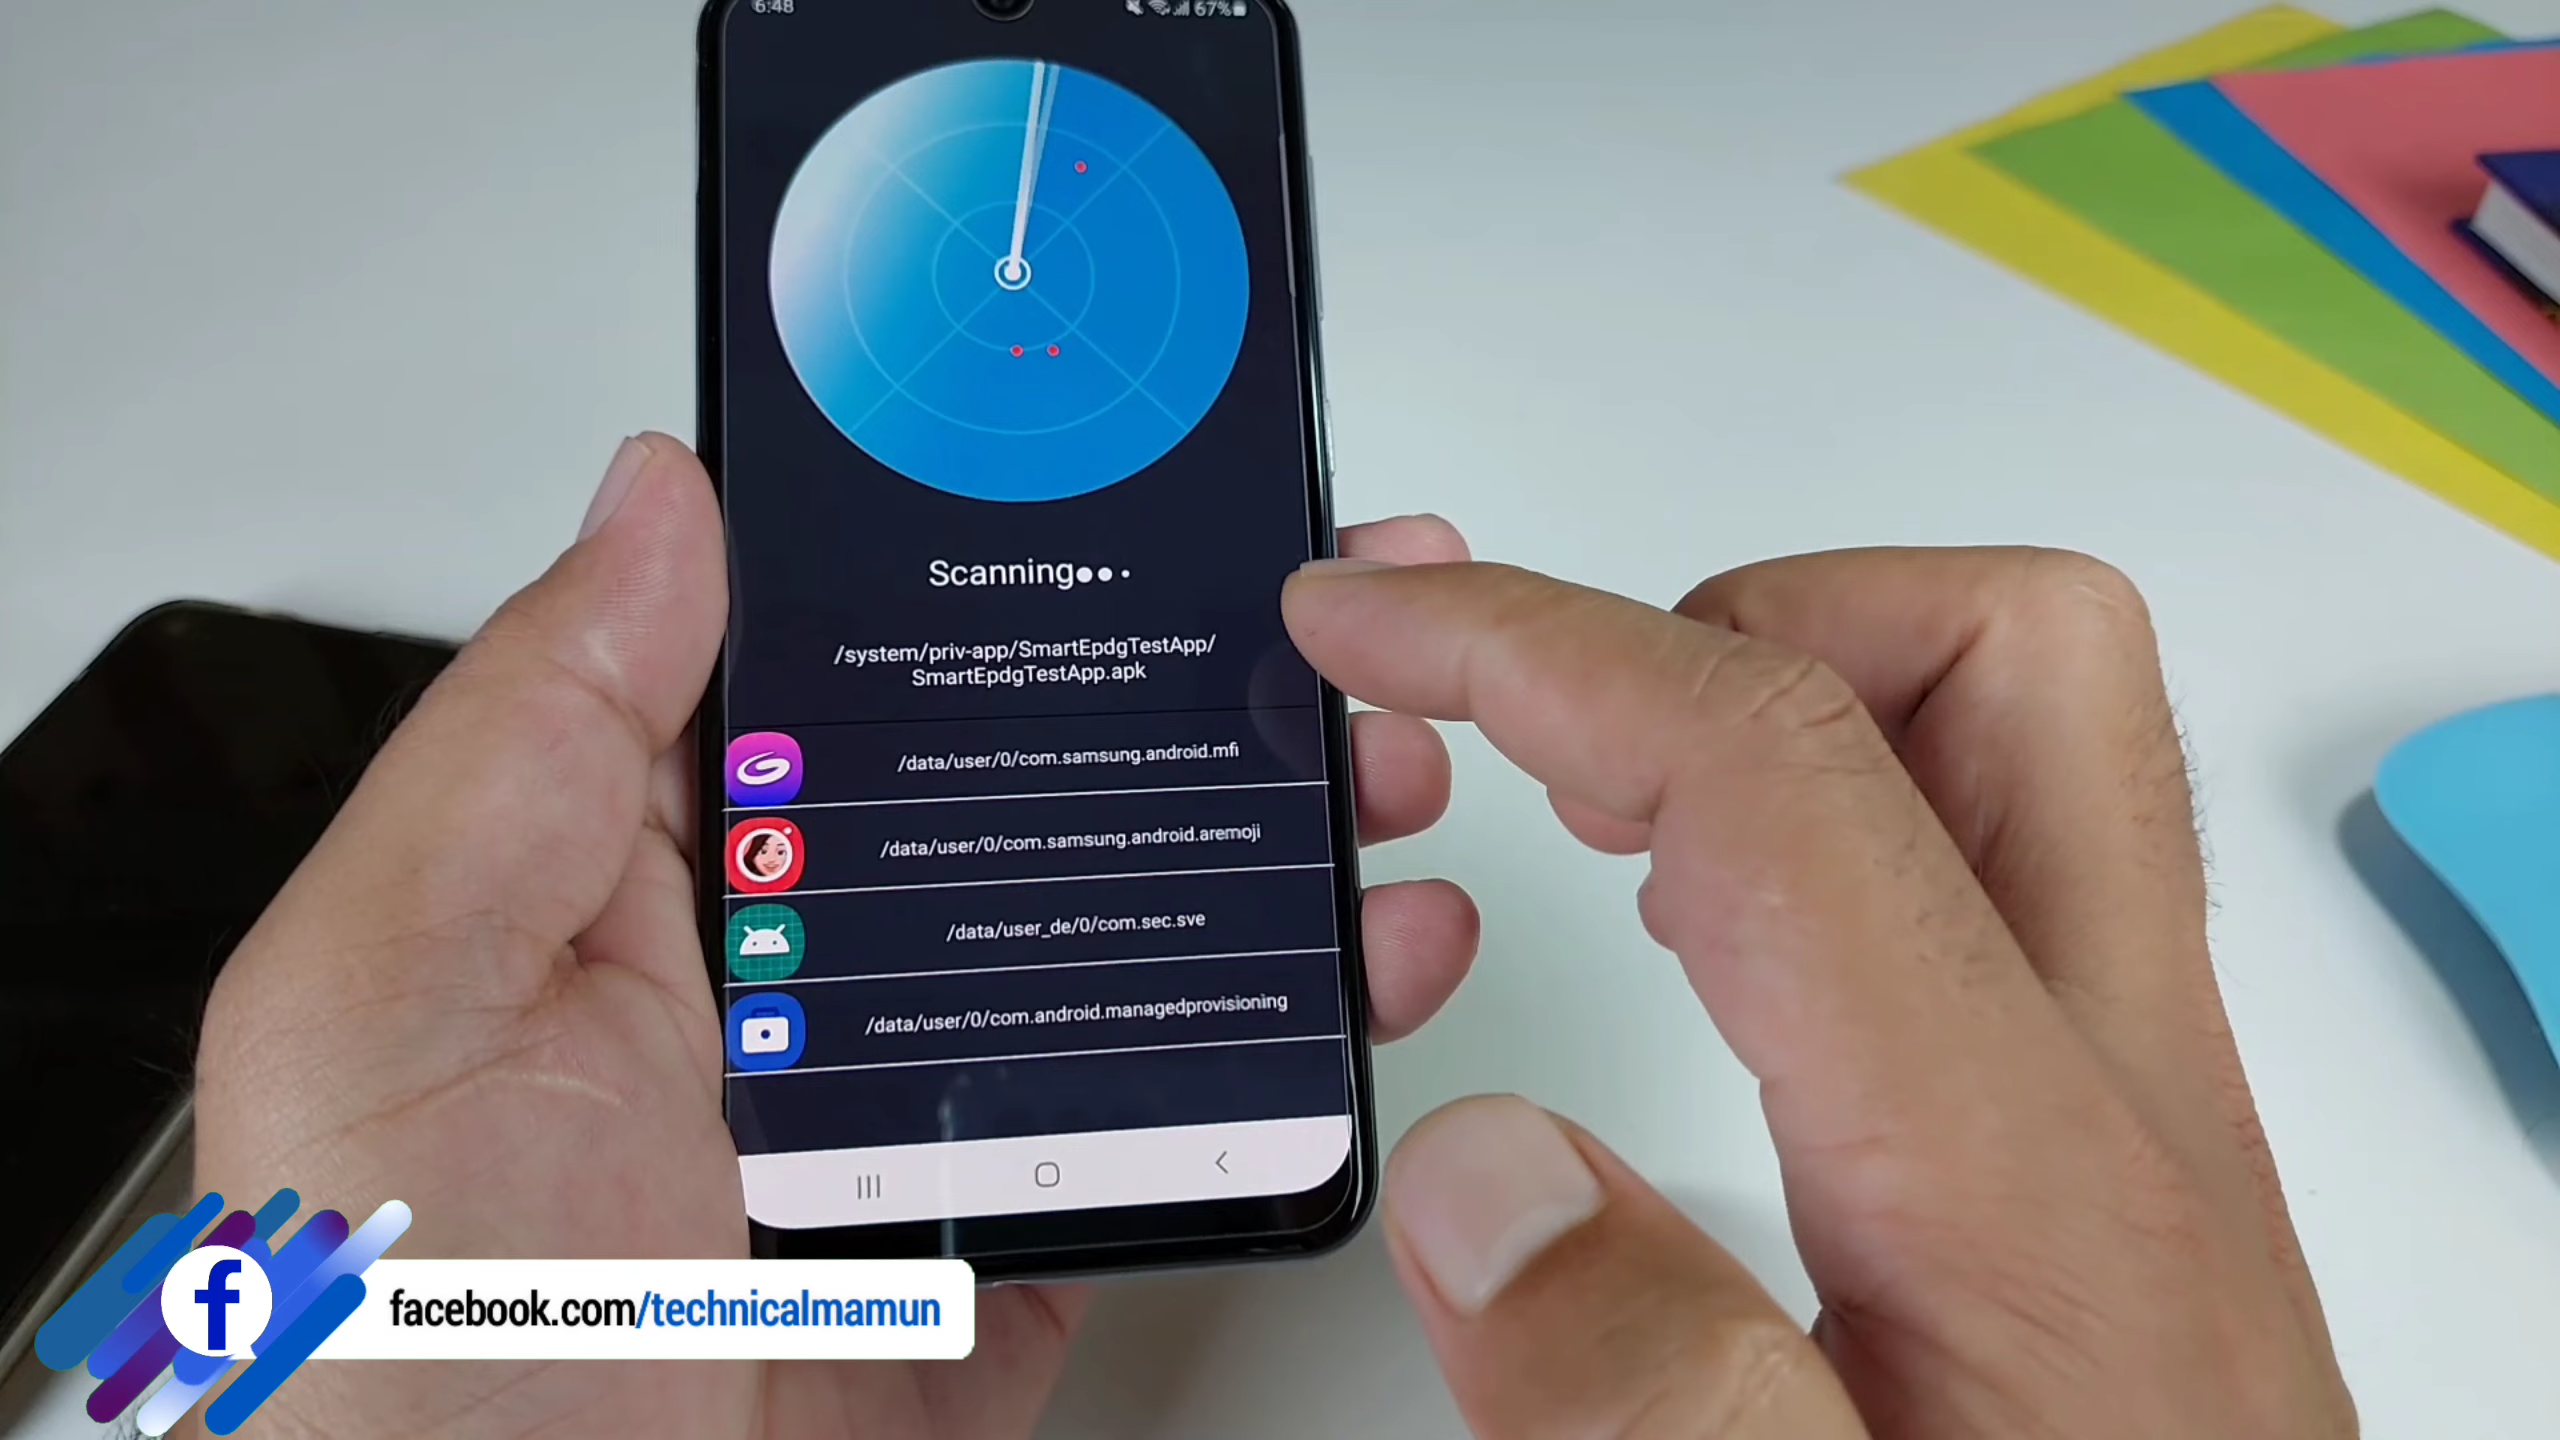 6:48
67%
Scanning
/system/priv-app/SmartEpdgTestApp/
SmartEpdgTestApp.apk
/data/user/0/com.samsung.android.mfi
/data/user/0/com.samsung.android.aremoji
/data/user_de/0/com.sec.sve
/data/user/0/com.android.managedprovisioning
f
facebook.com/technicalmamun